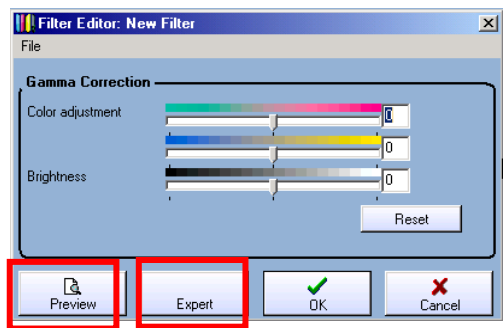 Filter Editor: New Filter
File
Gamma Correction
Color adjustment
0
0
Brightness
0
Reset
Preview
Expert
OK
Cancel